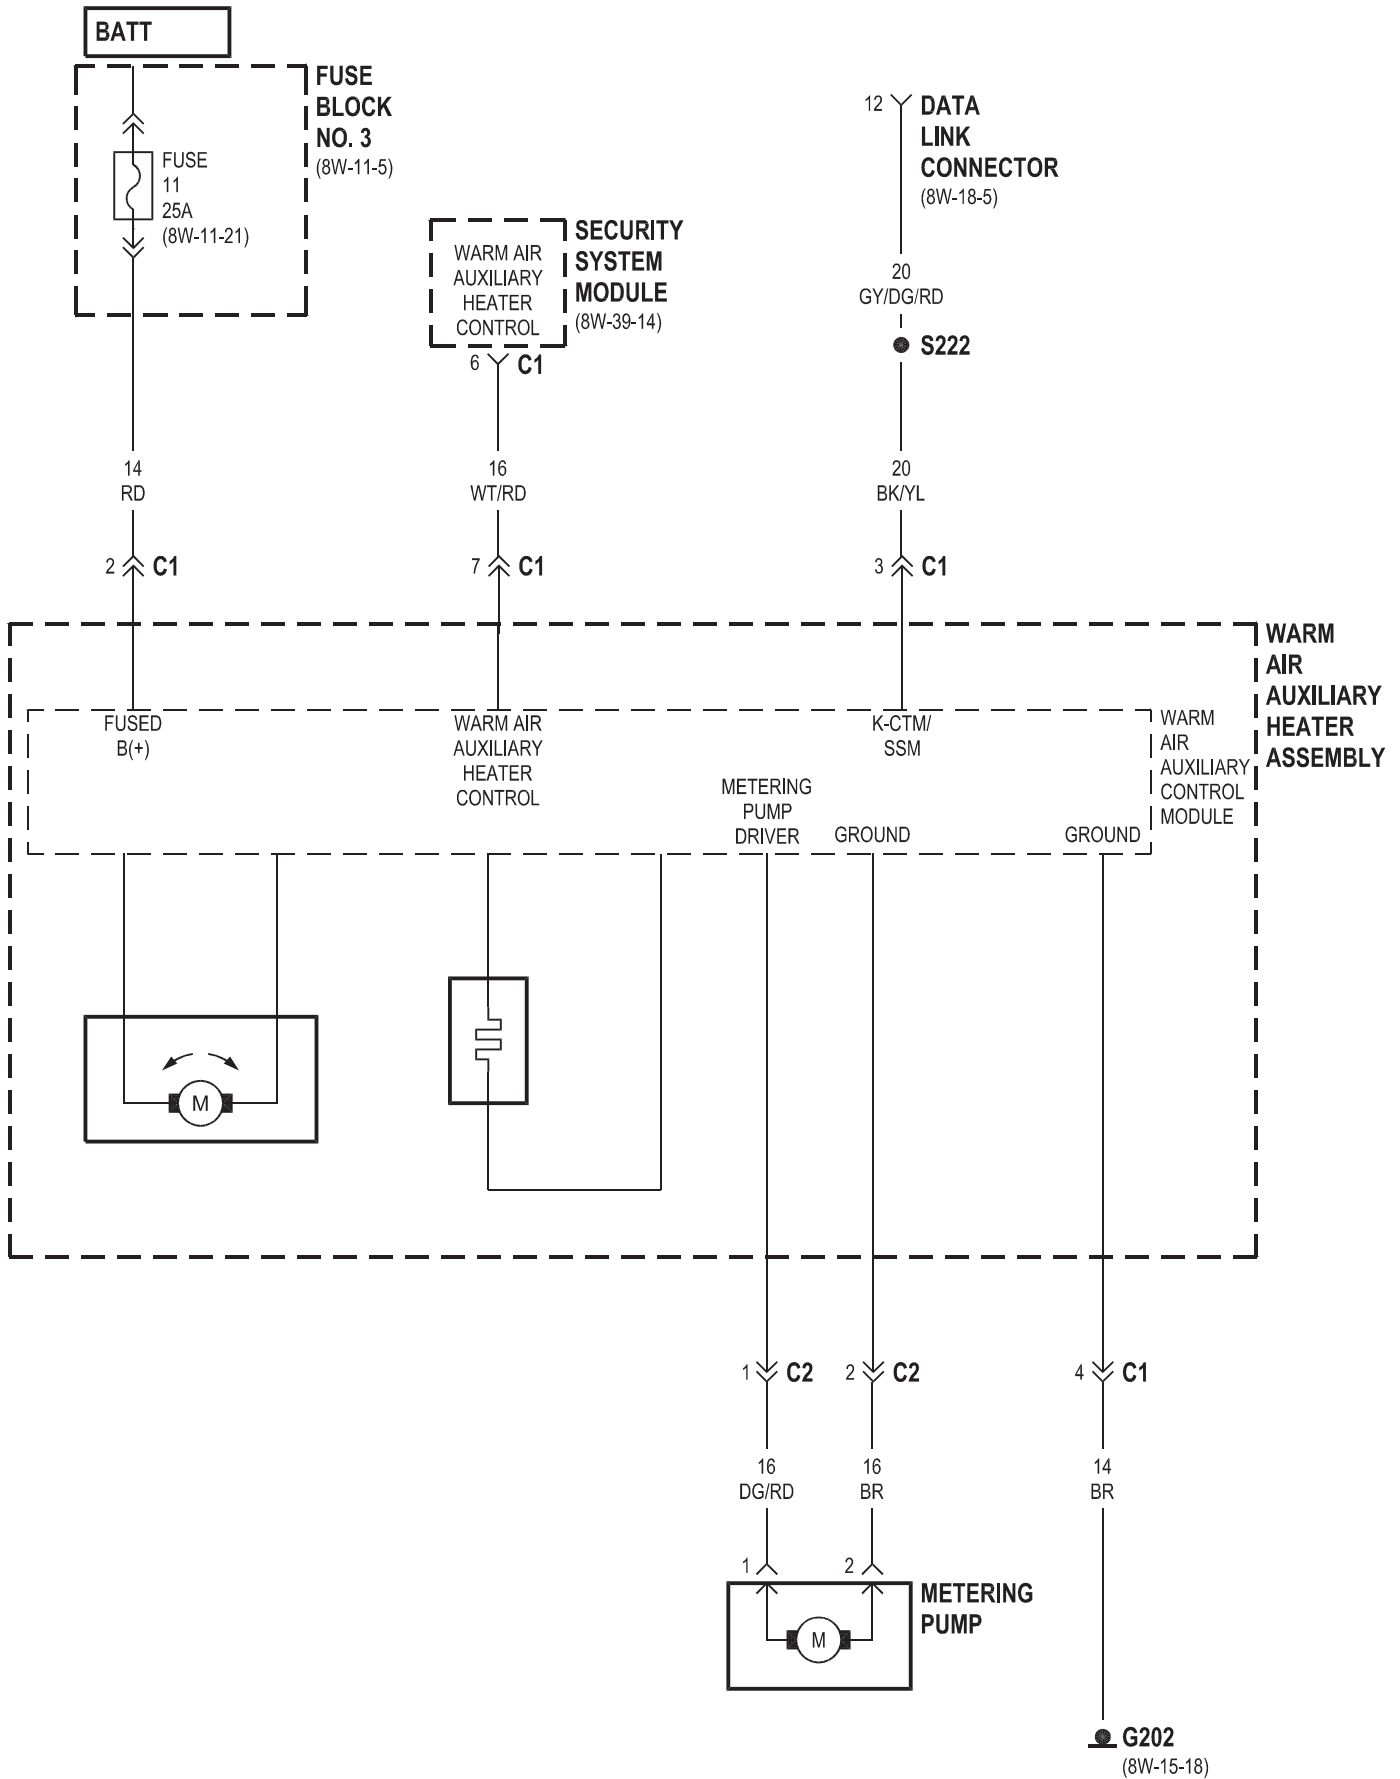 BATT
FUSE
BLOCK
NO. 3
(8W-11-5)
FUSE
11
25A
(8W-11-21)
12
DATA
LINK
CONNECTOR
(8W-18-5)
WARM AIR
AUXILIARY
HEATER
CONTROL
SECURITY
SYSTEM
MODULE
(8W-39-14)
6
C1
20
GY/DG/RD
S222
14
RD
16
WT/RD
20
BK/YL
2
C1
7
C1
3
C1
WARM
AIR
AUXILIARY
HEATER
ASSEMBLY
FUSED
B(+)
WARM AIR
AUXILIARY
HEATER
CONTROL
K-CTM/
SSM
WARM
AIR
AUXILIARY
CONTROL
MODULE
METERING
PUMP
DRIVER
GROUND
GROUND
M
1
C2
2
C2
4
C1
16
DG/RD
16
BR
14
BR
1
2
METERING
PUMP
M
G202
(8W-15-18)